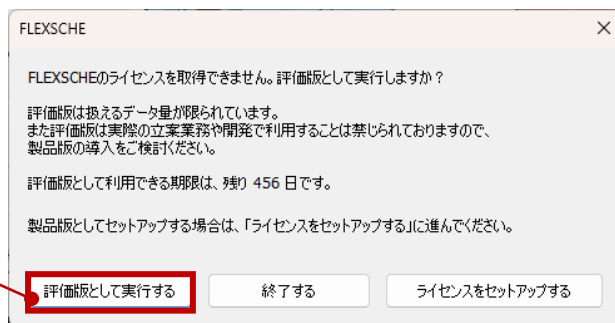 FLEXSCHE
FLEXSCHEのライセンスを取得できません。評価版として実行しますか？
評価版は扱えるデータ量が限られています。
また評価版は実際の立案業務や開発で利用することは禁じられておりますので、
製品版の導入をご検討ください。
評価版として利用できる期限は、残り 456 日です。
製品版としてセットアップする場合は、「ライセンスをセットアップする」に進んでください。
評価版として実行する
終了する
ライセンスをセットアップする